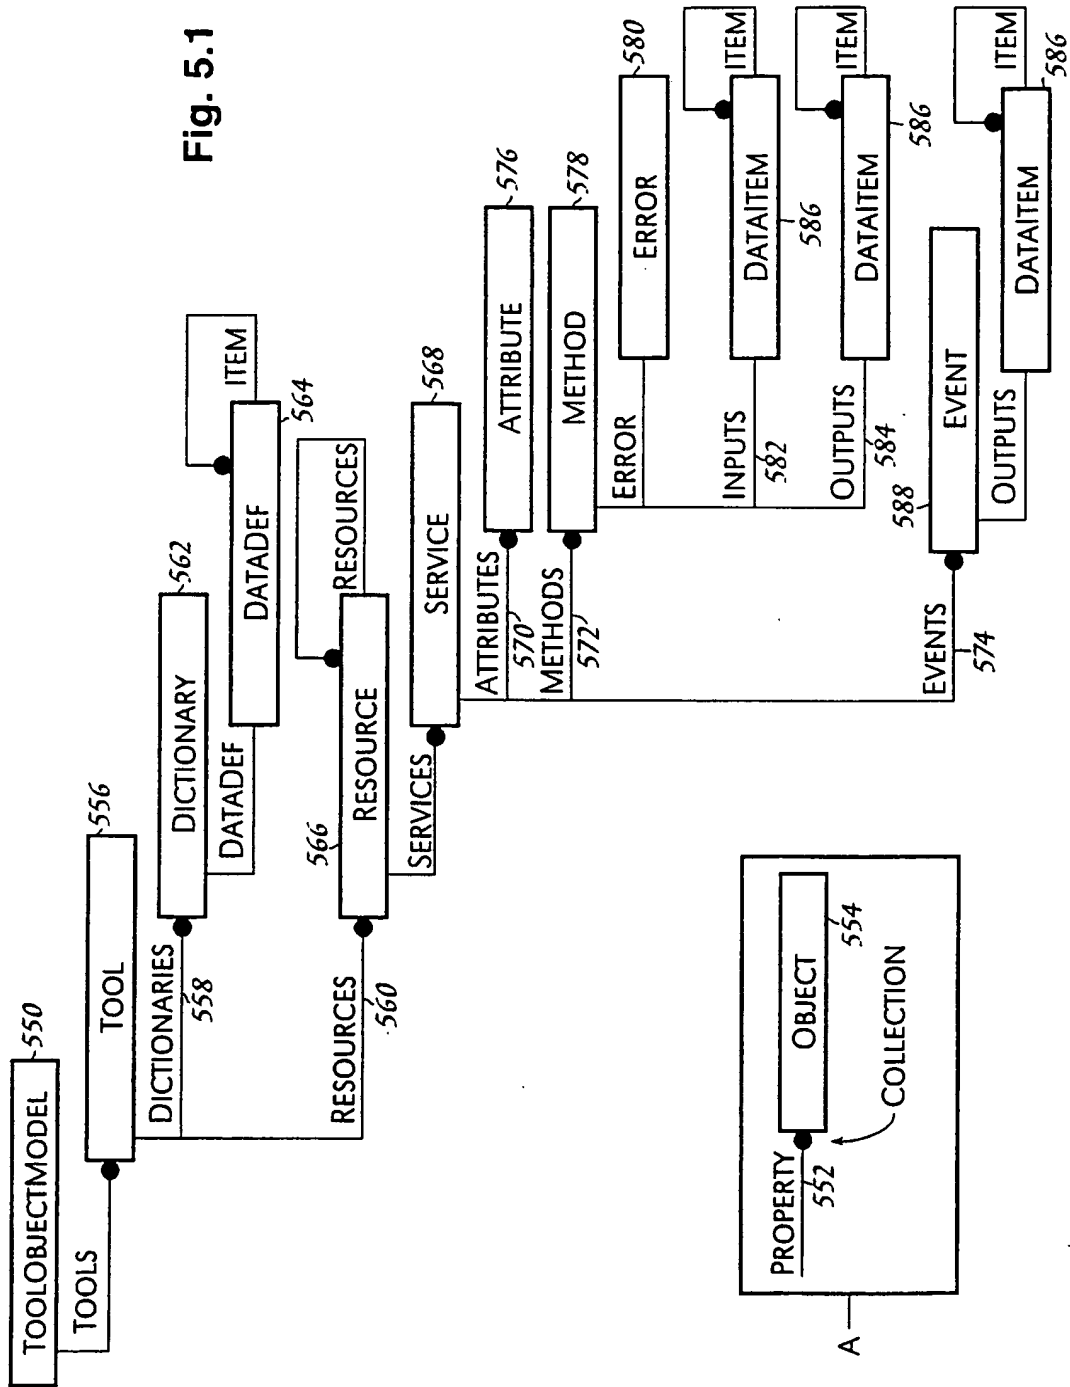 Fig. 5.1
TOOLOBJECTMODEL
550
TOOLS
TOOL
556
DICTIONARIES
558
DICTIONARY
562
DATADEF
DATADEF
564
ITEM
RESOURCES
560
RESOURCE
566
RESOURCES
SERVICES
SERVICE
568
ATTRIBUTES
570
ATTRIBUTE
576
METHODS
572
METHOD
578
ERROR
ERROR
580
INPUTS
582
DATAITEM
586
ITEM
OUTPUTS
584
DATAITEM
586
ITEM
EVENTS
574
EVENT
588
OUTPUTS
DATAITEM
586
ITEM
A
PROPERTY
552
OBJECT
554
COLLECTION